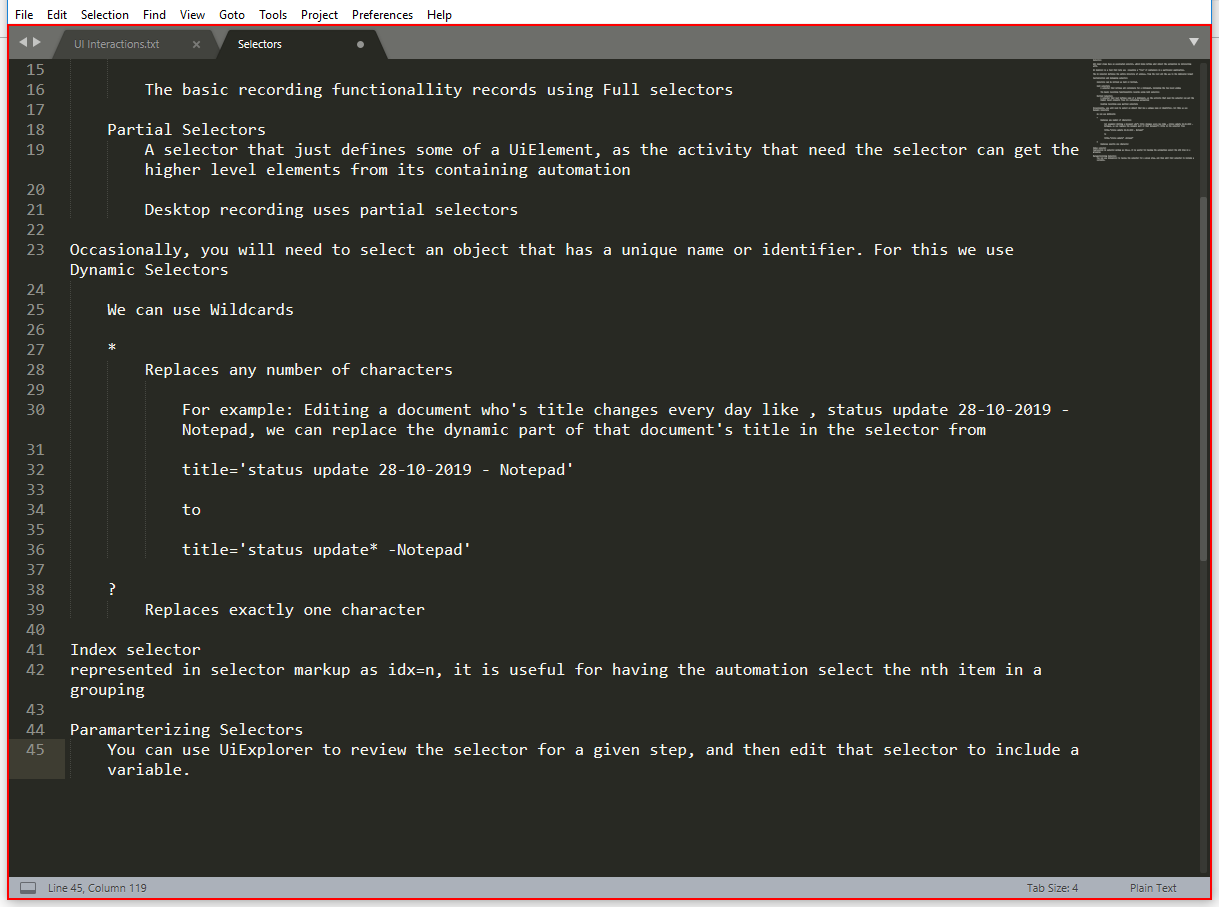 File Edit Selection Find View Goto Tools Project Preferences Help
UI Interactions.txt × Selectors
15
16 The basic recording functionallity records using Full selectors
17
18 Partial Selectors
19 A selector that just defines some of a UiElement, as the activity that need the selector can get the
higher level elements from its containing automation
20
21 Desktop recording uses partial selectors
22
23 Occasionally, you will need to select an object that has a unique name or identifier. For this we use
Dynamic Selectors
24
25 We can use Wildcards
26
27 *
28 Replaces any number of characters
29
30 For example: Editing a document who's title changes every day like , status update 28-10-2019 -
Notepad, we can replace the dynamic part of that document's title in the selector from
31
32 title='status update 28-10-2019 - Notepad'
33
34 to
35
36 title='status update* -Notepad'
37
38 ?
39 Replaces exactly one character
40
41 Index selector
42 represented in selector markup as idx=n, it is useful for having the automation select the nth item in a
grouping
43
44 Paramarterizing Selectors
45 You can use UiExplorer to review the selector for a given step, and then edit that selector to include a
variable.
Line 45, Column 119 Tab Size: 4 Plain Text